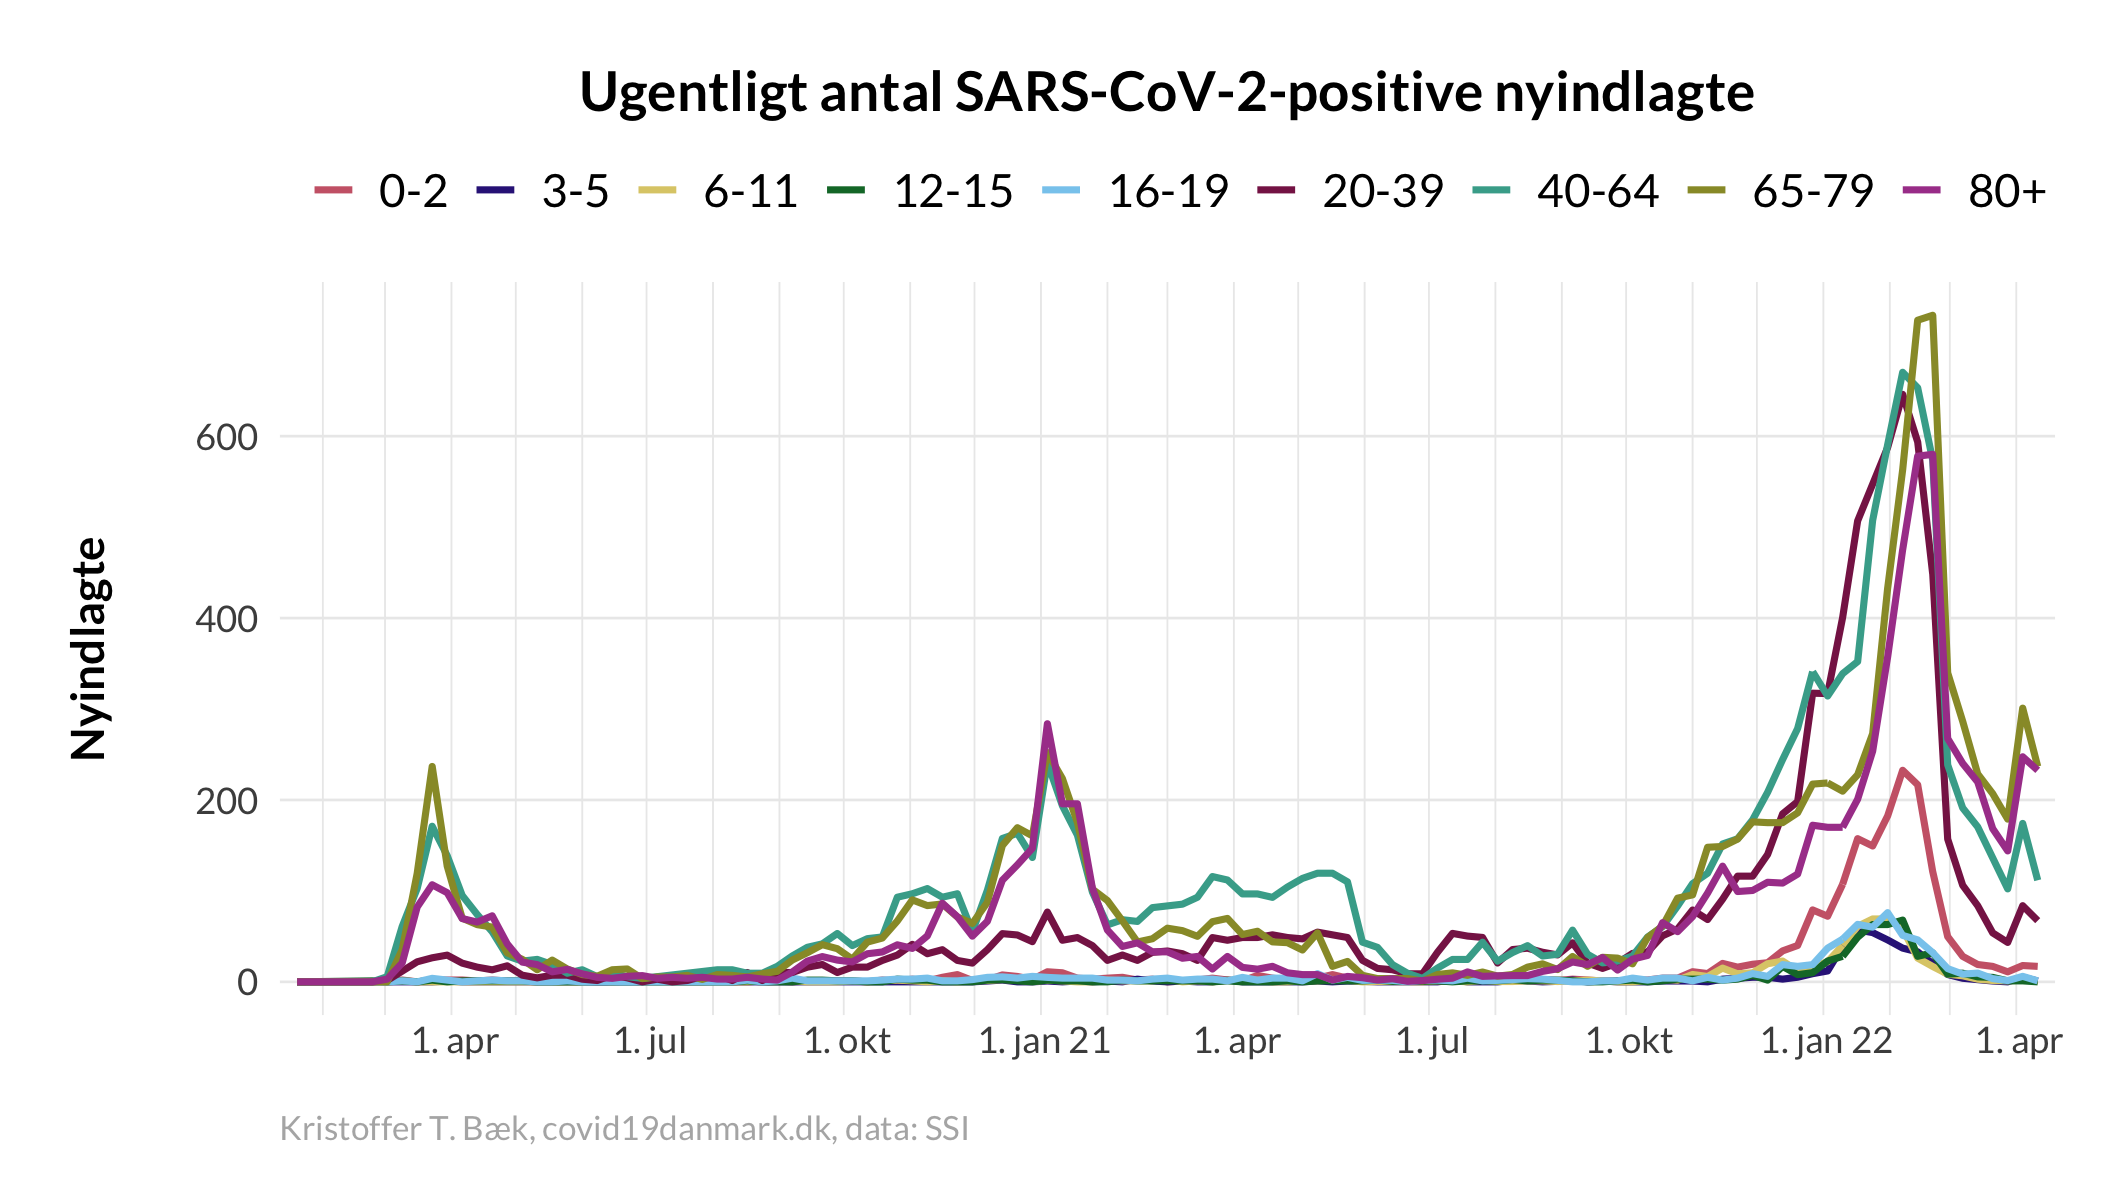 Ugentligt antal SARS-CoV-2-positive nyindlagte
0-2 3-5 6-11 12-15 16-19 20-39 40-64 65-79 80+
Nyindlagte
600
400
200
0
1. apr 1. jul 1. okt 1. jan 21 1. apr 1. jul 1. okt 1. jan 22 1. apr
Kristoffer T. Bæk, covid19danmark.dk, data: SSI